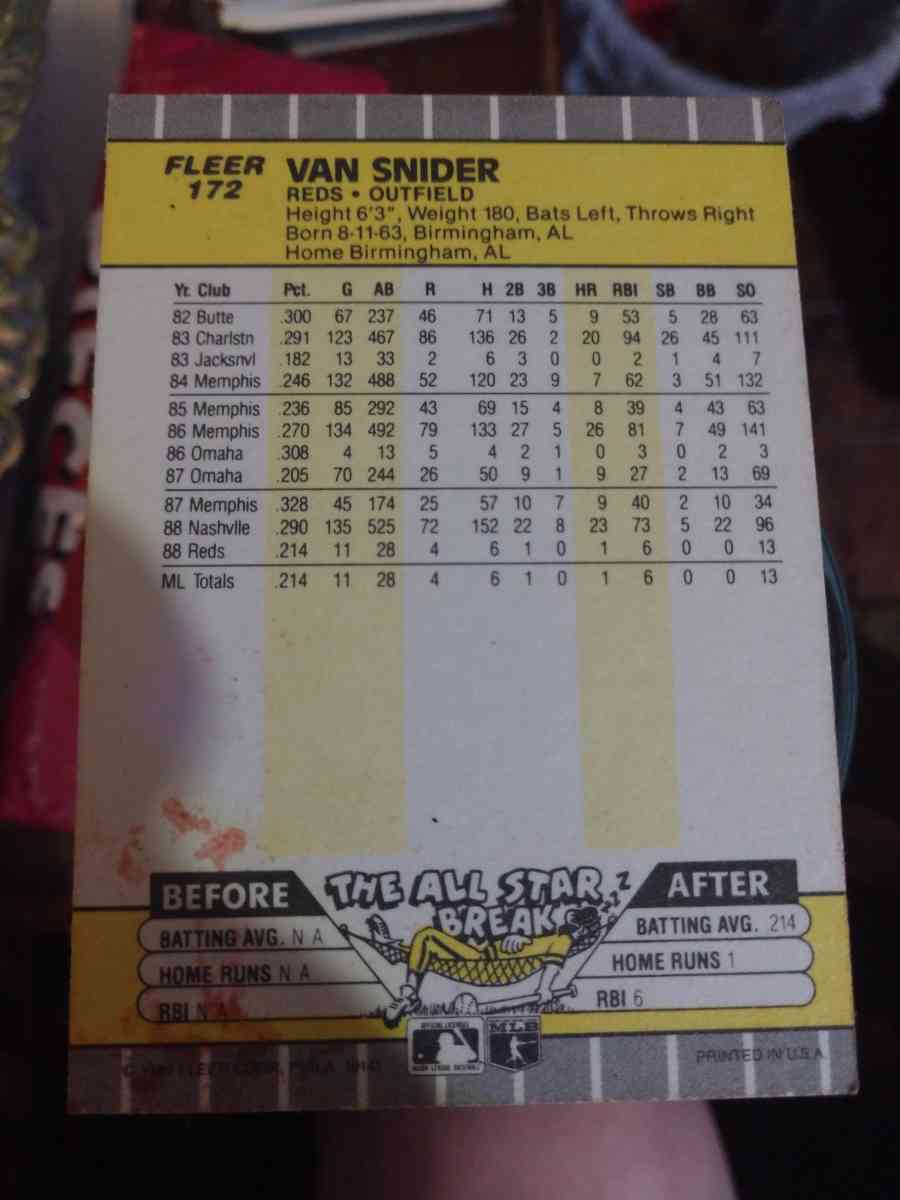 FLEER
172
VAN SNIDER
REDS • OUTFIELD
Height 6'3", Weight 180, Bats Left, Throws Right
Born 8-11-63, Birmingham, AL
Home Birmingham, AL
Yr. Club Pct. G AB R H 2B 3B HR RBI SB BB SO
82 Butte .300 67 237 46 71 13 5 9 53 5 28 63
83 Charlstn .291 123 467 86 136 26 2 20 94 26 45 111
83 Jacksnvl .182 13 33 2 6 3 0 0 2 1 4 7
84 Memphis .246 132 488 52 120 23 9 7 62 3 51 132
85 Memphis .236 85 292 43 69 15 4 8 39 4 43 63
86 Memphis .270 134 492 79 133 27 5 26 81 7 49 141
86 Omaha .308 4 13 5 4 2 1 0 3 0 2 3
87 Omaha .205 70 244 26 50 9 1 9 27 2 13 69
87 Memphis .328 45 174 25 57 10 7 9 40 2 10 34
88 Nashvlle .290 135 525 72 152 22 8 23 73 5 22 96
88 Reds .214 11 28 4 6 1 0 1 6 0 0 13
ML Totals .214 11 28 4 6 1 0 1 6 0 0 13
BEFORE
THE ALL STAR
BREAK
AFTER
BATTING AVG. N A
HOME RUNS N A
RBI N A
BATTING AVG. 214
HOME RUNS 1
RBI 6
MAJOR LEAGUE BASEBALL
MLB
PRINTED IN U.S.A.